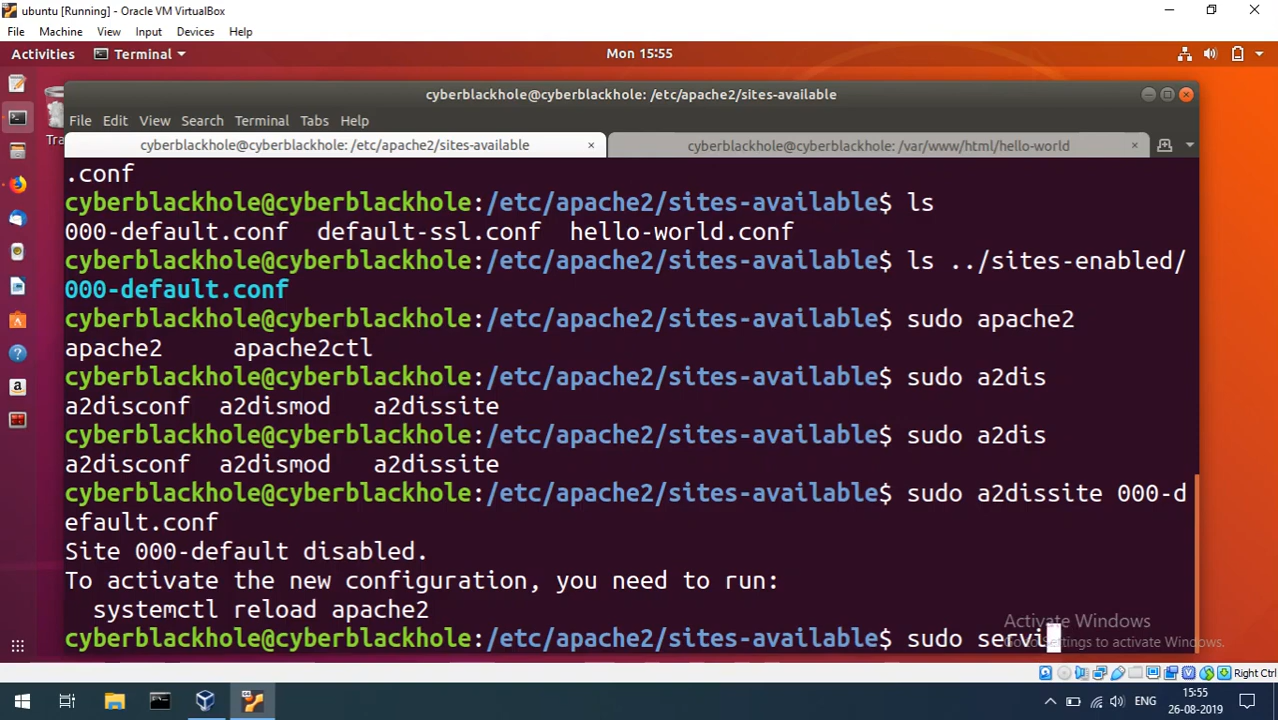 ubuntu [Running] - Oracle VM VirtualBox
File Machine View Input Devices Help
Activities Terminal Mon 15:55
cyberblackhole@cyberblackhole: /etc/apache2/sites-available
File Edit View Search Terminal Tabs Help
cyberblackhole@cyberblackhole: /etc/apache2/sites-available × cyberblackhole@cyberblackhole: /var/www/html/hello-world ×
.conf
cyberblackhole@cyberblackhole:/etc/apache2/sites-available$ ls
000-default.conf default-ssl.conf hello-world.conf
cyberblackhole@cyberblackhole:/etc/apache2/sites-available$ ls ../sites-enabled/
000-default.conf
cyberblackhole@cyberblackhole:/etc/apache2/sites-available$ sudo apache2
apache2 apache2ctl
cyberblackhole@cyberblackhole:/etc/apache2/sites-available$ sudo a2dis
a2disconf a2dismod a2dissite
cyberblackhole@cyberblackhole:/etc/apache2/sites-available$ sudo a2dis
a2disconf a2dismod a2dissite
cyberblackhole@cyberblackhole:/etc/apache2/sites-available$ sudo a2dissite 000-d
efault.conf
Site 000-default disabled.
To activate the new configuration, you need to run:
systemctl reload apache2
cyberblackhole@cyberblackhole:/etc/apache2/sites-available$ sudo servi
Activate Windows
Go to Settings to activate Windows.
Right Ctrl
ENG
15:55
26-08-2019
Tra